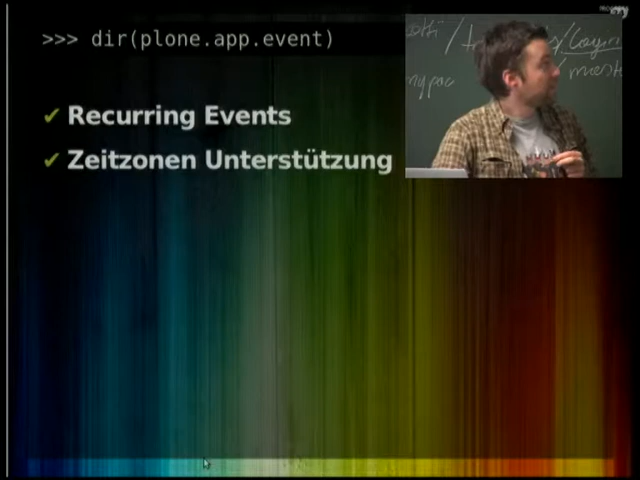 >>> dir(plone.app.event)
✔ Recurring Events
✔ Zeitzonen Unterstützung